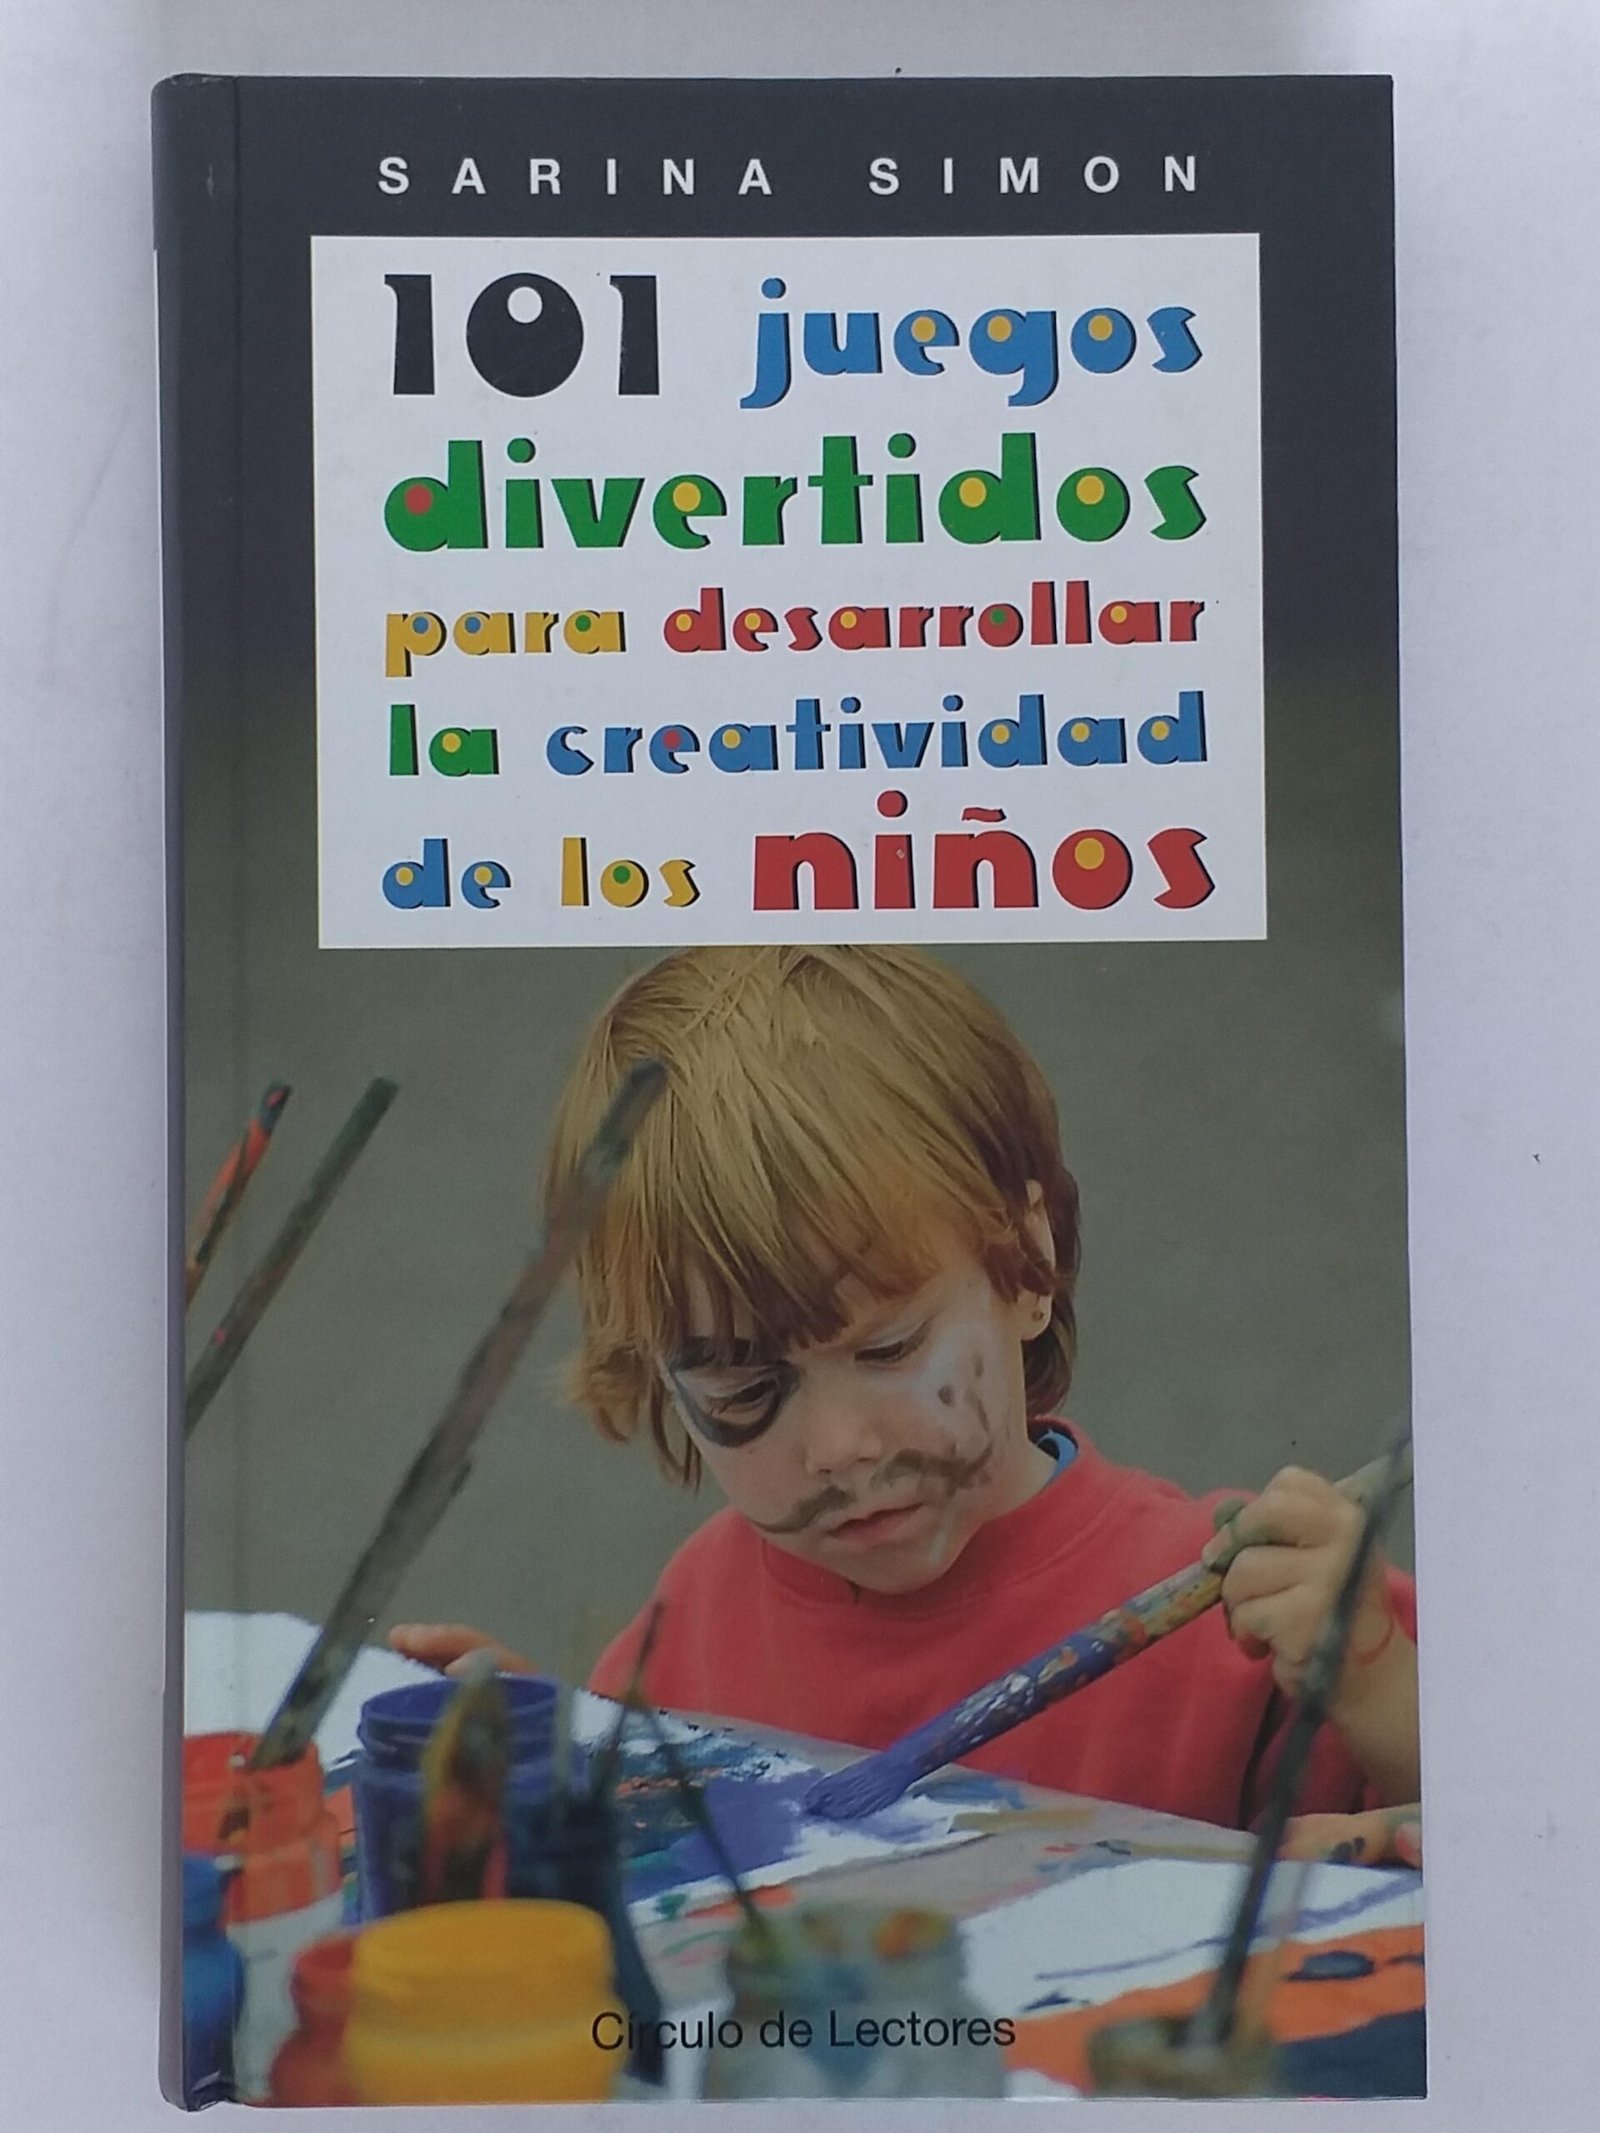 SARINA SIMON
101 juegos
divertidos
para desarrollar
la creatividad
de los niños
Círculo de Lectores